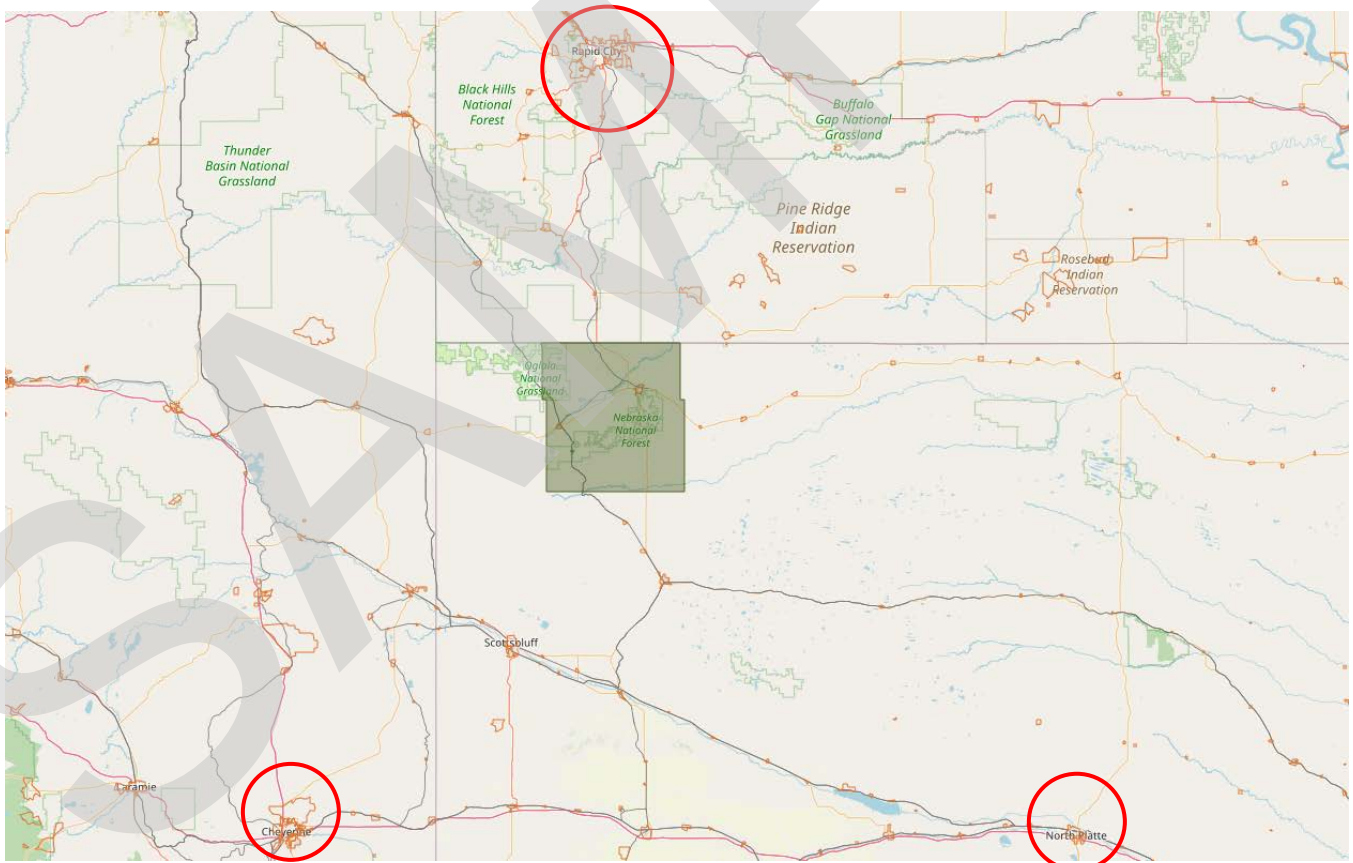 Rapid City
Black Hills
National
Forest
Buffalo
Gap National
Grassland
Thunder
Basin National
Grassland
Pine Ridge
Indian
Reservation
Rosebud
Indian
Reservation
Oglala
National
Grassland
Nebraska
National
Forest
Scottsbluff
Laramie
Cheyenne
North Platte
SAM